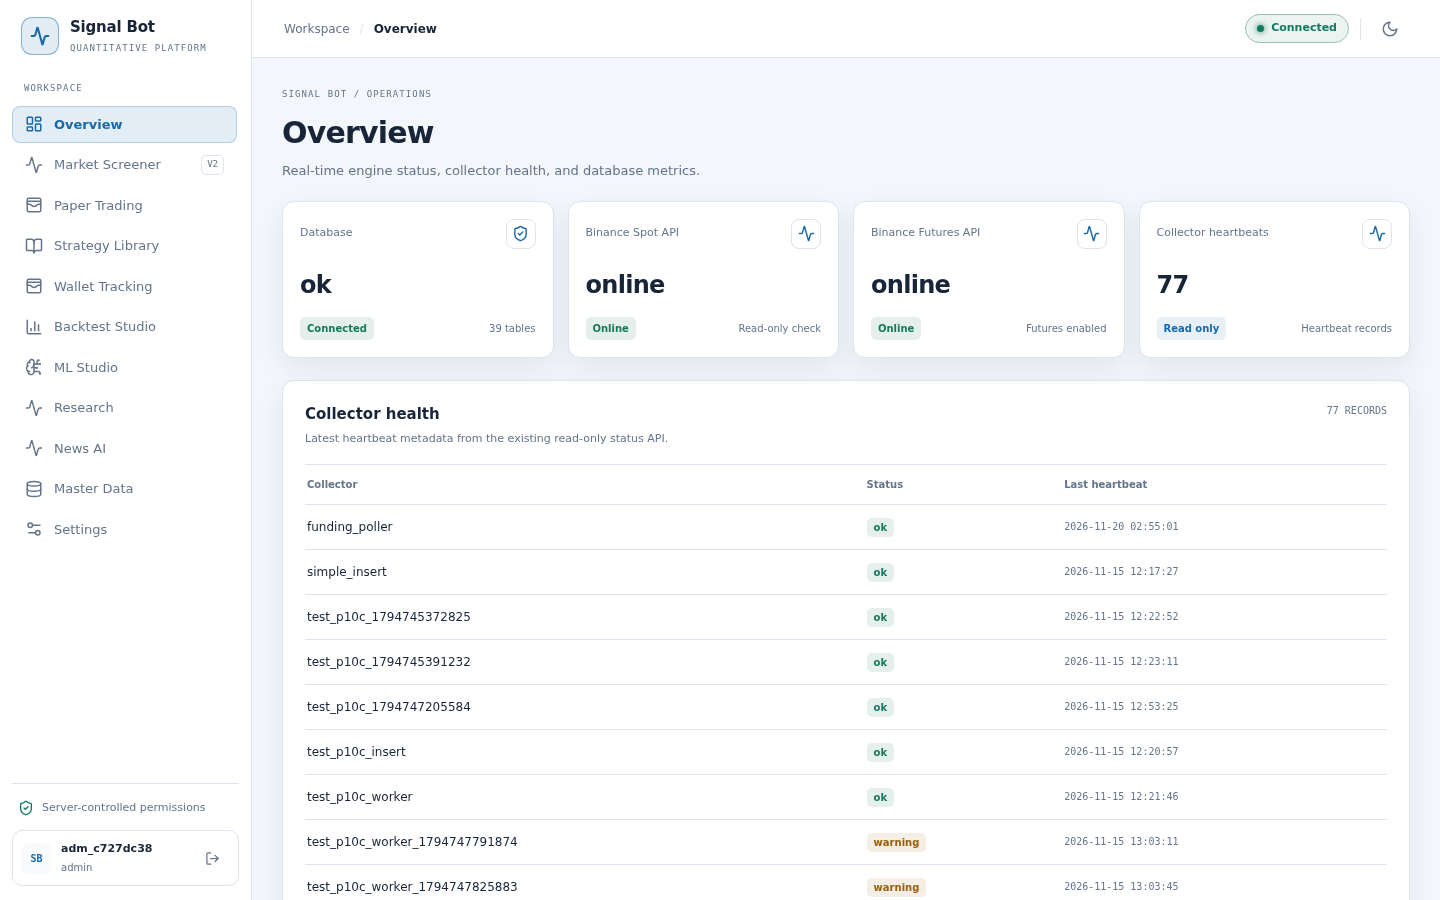 Signal Bot
QUANTITATIVE PLATFORM
WORKSPACE
Overview
Market Screener V2
Paper Trading
Strategy Library
Wallet Tracking
Backtest Studio
ML Studio
Research
News AI
Master Data
Settings
Server-controlled permissions
SB adm_c727dc38
admin
Workspace / Overview
Connected
SIGNAL BOT / OPERATIONS
Overview
Real-time engine status, collector health, and database metrics.
Database
ok
Connected 39 tables
Binance Spot API
online
Online Read-only check
Binance Futures API
online
Online Futures enabled
Collector heartbeats
77
Read only Heartbeat records
Collector health 77 RECORDS
Latest heartbeat metadata from the existing read-only status API.
Collector Status Last heartbeat
funding_poller ok 2026-11-20 02:55:01
simple_insert ok 2026-11-15 12:17:27
test_p10c_1794745372825 ok 2026-11-15 12:22:52
test_p10c_1794745391232 ok 2026-11-15 12:23:11
test_p10c_1794747205584 ok 2026-11-15 12:53:25
test_p10c_insert ok 2026-11-15 12:20:57
test_p10c_worker ok 2026-11-15 12:21:46
test_p10c_worker_1794747791874 warning 2026-11-15 13:03:11
test_p10c_worker_1794747825883 warning 2026-11-15 13:03:45